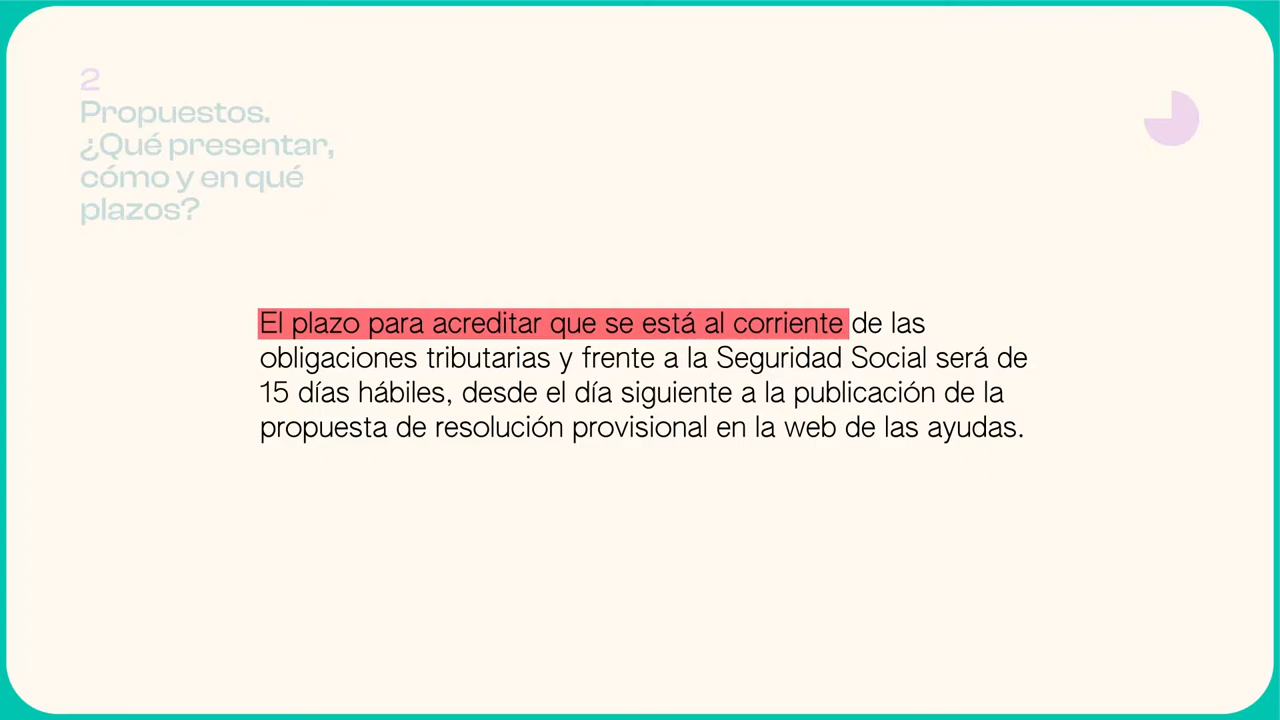 2
Propuestos.
¿Qué presentar,
cómo y en qué
plazos?
El plazo para acreditar que se está al corriente de las
obligaciones tributarias y frente a la Seguridad Social será de
15 días hábiles, desde el día siguiente a la publicación de la
propuesta de resolución provisional en la web de las ayudas.